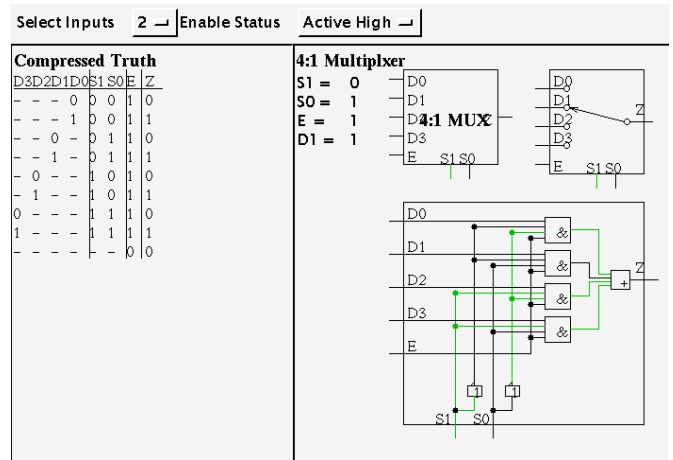 Select Inputs 2 Enable Status Active High
Compressed Truth
D3D2D1D0S1 S0 E Z
- - - 0 0 0 1 0
- - - 1 0 0 1 1
- - 0 - 0 1 1 0
- - 1 - 0 1 1 1
- 0 - - 1 0 1 0
- 1 - - 1 0 1 1
0 - - - 1 1 1 0
1 - - - 1 1 1 1
- - - - - - 0 0
4:1 Multiplxer
S1 = 0
S0 = 1
E = 1
D1 = 1
D0
D1
D2 4:1 MUX Z
D3
E S1 S0
D0
D1
D2
D3
Z
E S1 S0
D0
&
D1
&
Z
D2
+
&
D3
&
E
1 1
S1 S0